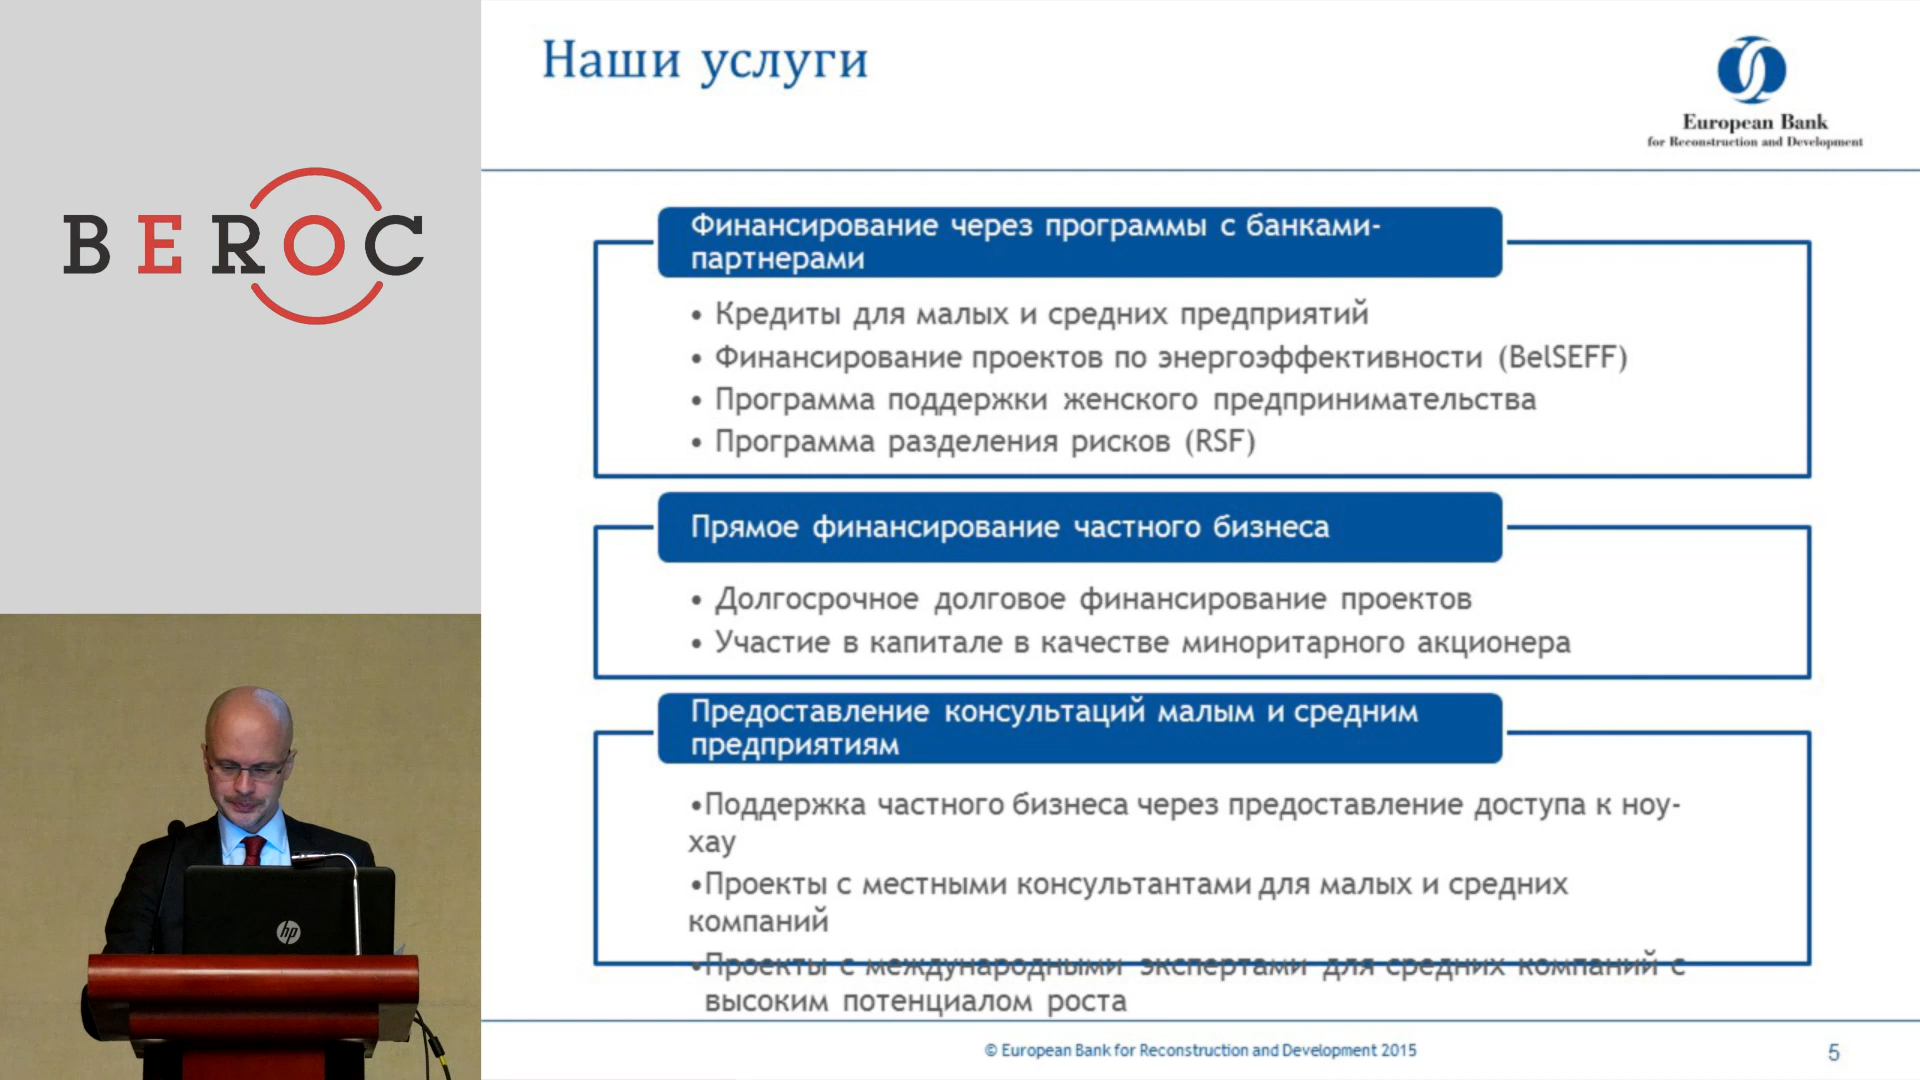 BEROC
hp
Наши услуги
European Bank
for Reconstruction and Development
Финансирование через программы с банками-
партнерами
• Кредиты для малых и средних предприятий
• Финансирование проектов по энергоэффективности (BelSEFF)
• Программа поддержки женского предпринимательства
• Программа разделения рисков (RSF)
Прямое финансирование частного бизнеса
• Долгосрочное долговое финансирование проектов
• Участие в капитале в качестве миноритарного акционера
Предоставление консультаций малым и средним
предприятиям
•Поддержка частного бизнеса через предоставление доступа к ноу-
хау
•Проекты с местными консультантами для малых и средних
компаний
•Проекты с международными экспертами для средних компаний с
высоким потенциалом роста
© European Bank for Reconstruction and Development 2015
5